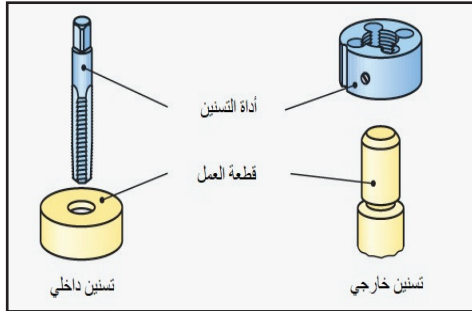 أداة التسنين
قطعة العمل
تسنين خارجي
تسنين داخلي